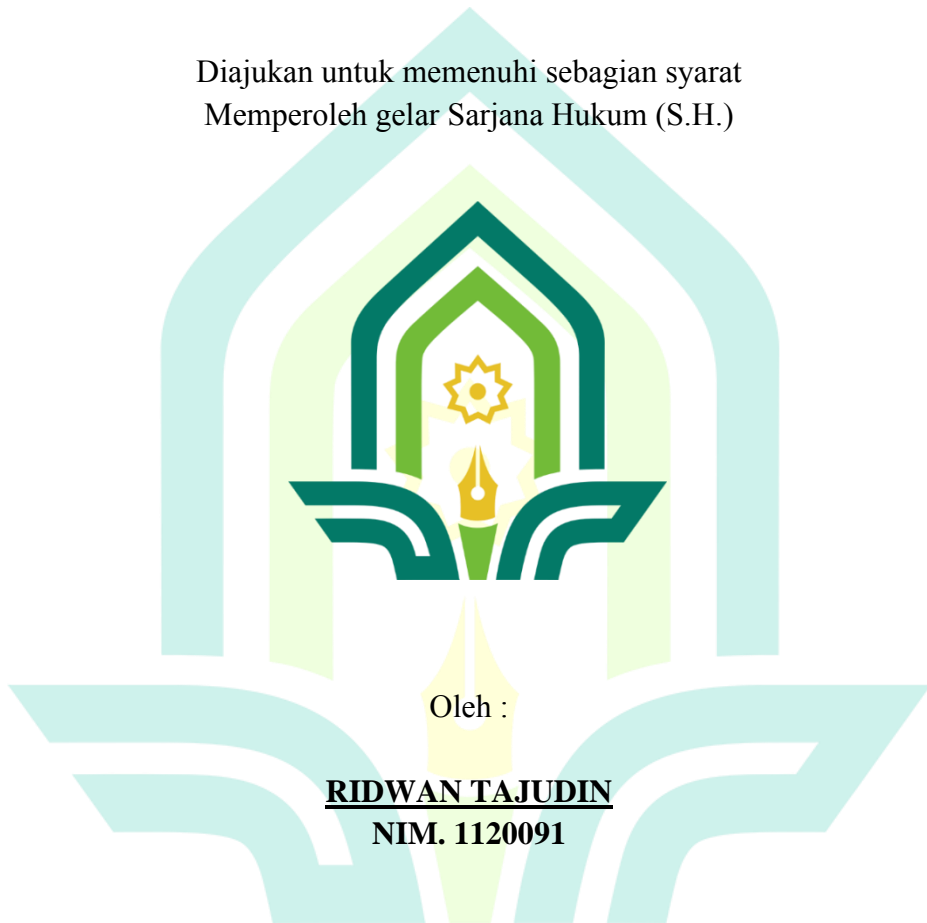 Diajukan untuk memenuhi sebagian syarat
Memperoleh gelar Sarjana Hukum (S.H.)
Oleh :
RIDWAN TAJUDIN
NIM. 1120091